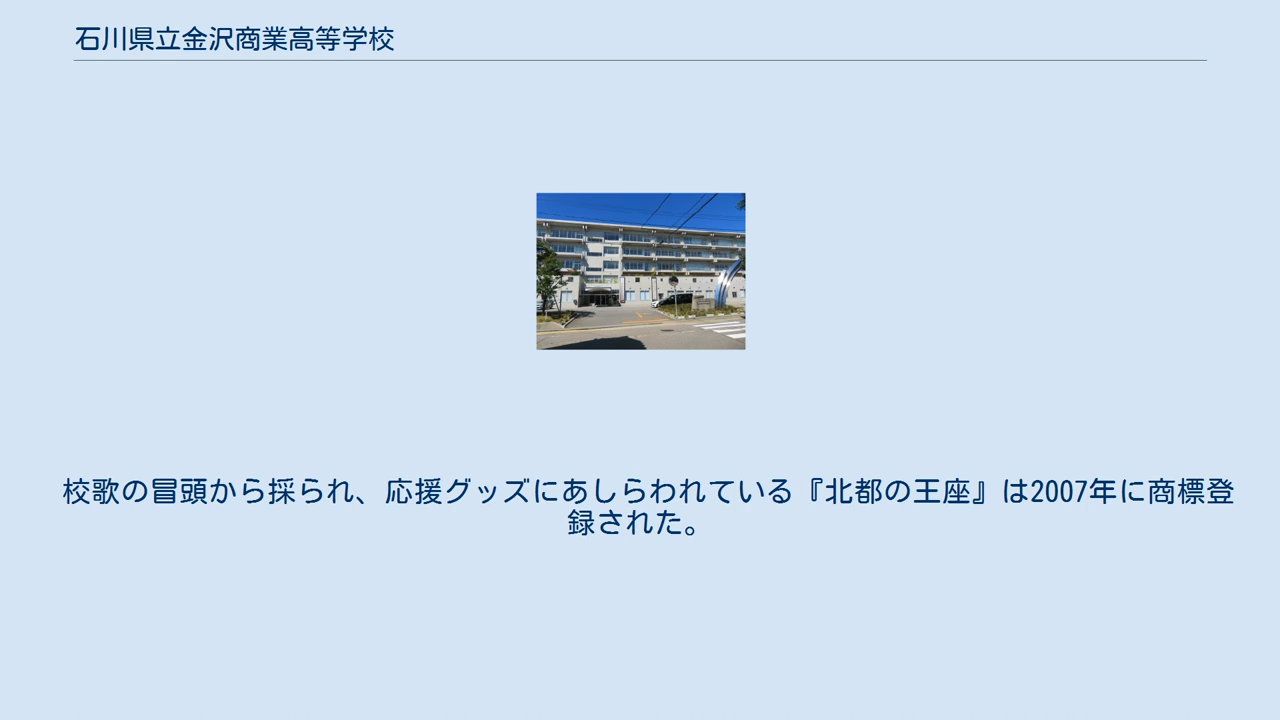 石川県立金沢商業高等学校
校歌の冒頭から採られ、応援グッズにあしらわれている『北都の王座』は2007年に商標登
録された。